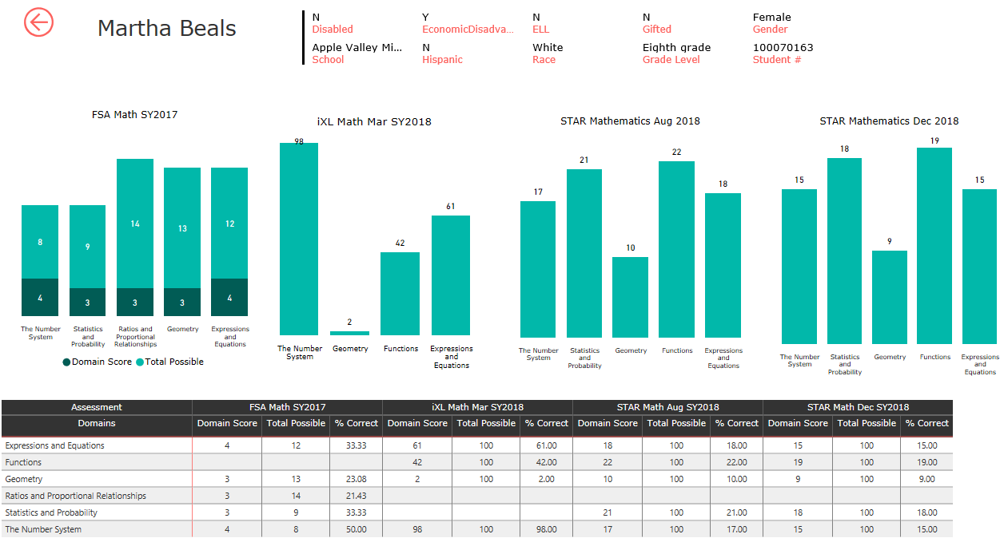 Martha Beals
N Y N N Female
Disabled EconomicDisadva... ELL Gifted Gender
Apple Valley Mi... N White Eighth grade 100070163
School Hispanic Race Grade Level Student #
FSA Math SY2017
8 9 14 13 12
4 3 3 3 4
The Number System
Statistics and Probability
Ratios and Proportional Relationships
Geometry
Expressions and Equations
Domain Score Total Possible
iXL Math Mar SY2018
98 2 42 61
The Number System
Geometry
Functions
Expressions and Equations
STAR Mathematics Aug 2018
17 21 10 22 18
The Number System
Statistics and Probability
Geometry
Functions
Expressions and Equations
STAR Mathematics Dec 2018
15 18 9 19 15
The Number System
Statistics and Probability
Geometry
Functions
Expressions and Equations
Assessment FSA Math SY2017 iXL Math Mar SY2018 STAR Math Aug SY2018 STAR Math Dec SY2018
Domains Domain Score Total Possible % Correct Domain Score Total Possible % Correct Domain Score Total Possible % Correct Domain Score Total Possible % Correct
Expressions and Equations 4 12 33.33 61 100 61.00 18 100 18.00 15 100 15.00
Functions 42 100 42.00 22 100 22.00 19 100 19.00
Geometry 3 13 23.08 2 100 2.00 10 100 10.00 9 100 9.00
Ratios and Proportional Relationships 3 14 21.43
Statistics and Probability 3 9 33.33 21 100 21.00 18 100 18.00
The Number System 4 8 50.00 98 100 98.00 17 100 17.00 15 100 15.00